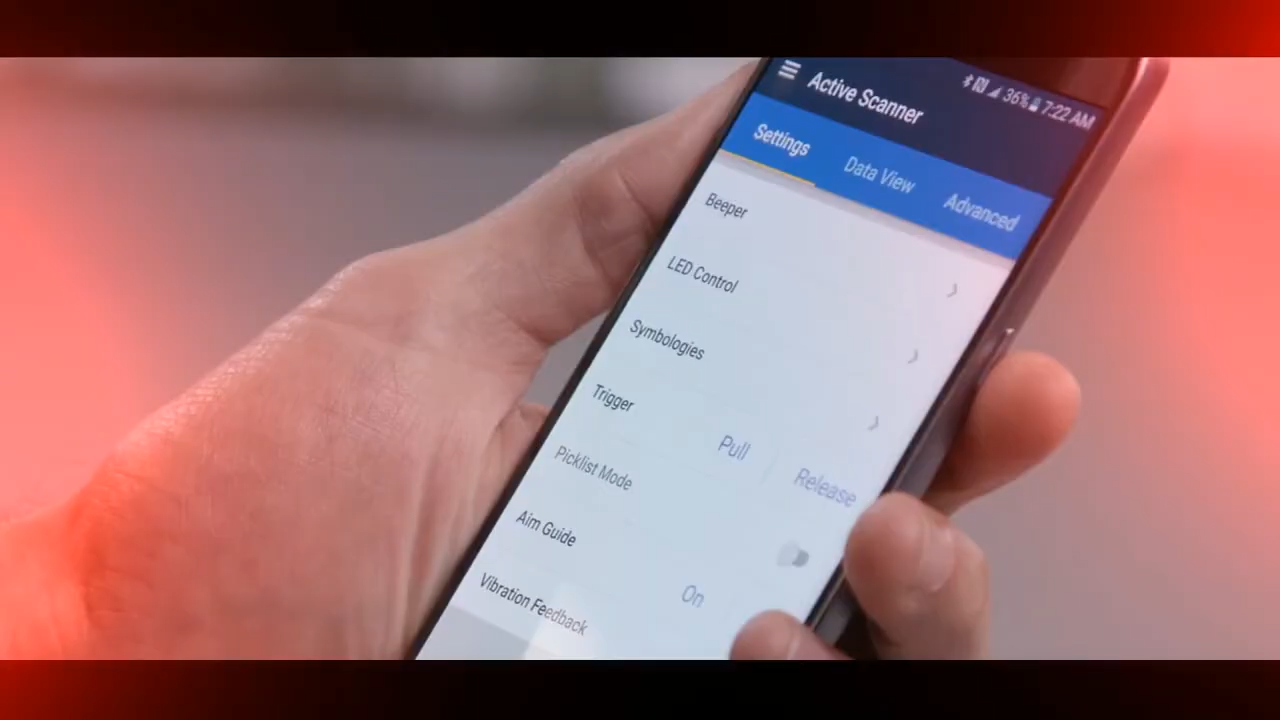 Active Scanner
36% 7:22 AM
Settings Data View Advanced
Beeper
LED Control
Symbologies
Trigger
Pull Release
Picklist Mode
Aim Guide
On
Vibration Feedback